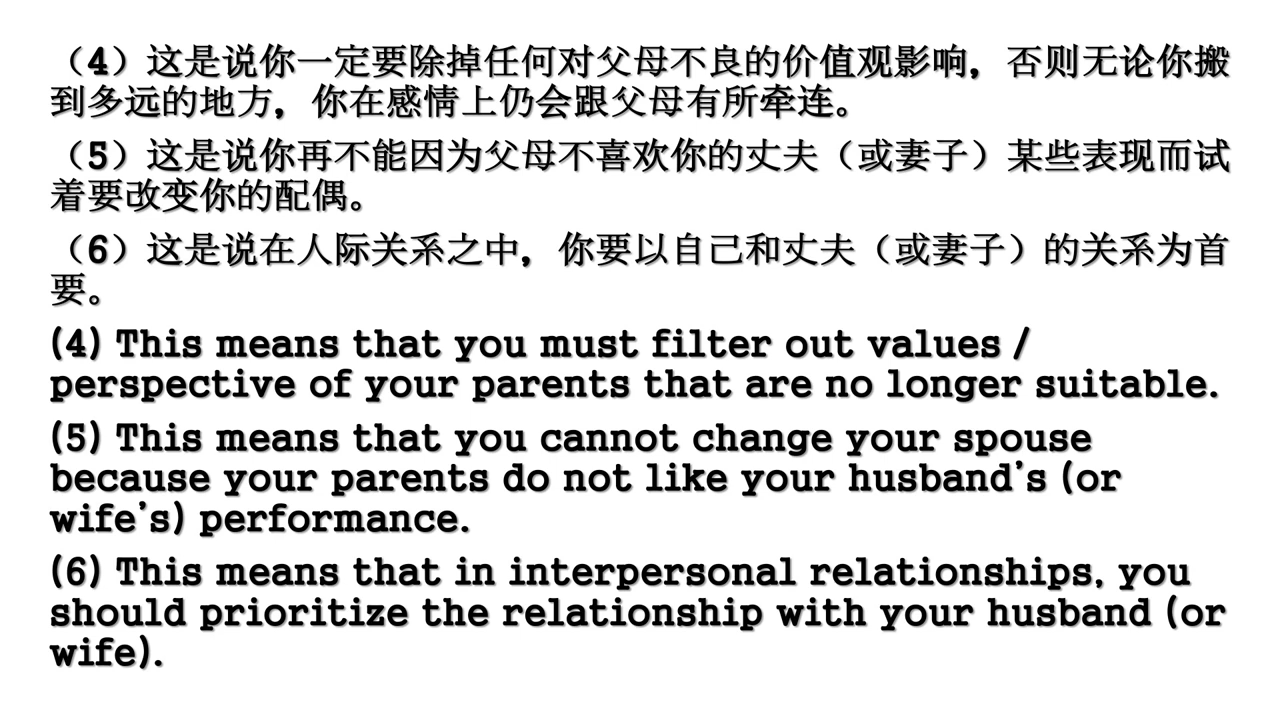 （4）这是说你一定要除掉任何对父母不良的价值观影响，否则无论你搬
到多远的地方，你在感情上仍会跟父母有所牵连。
（5）这是说你再不能因为父母不喜欢你的丈夫（或妻子）某些表现而试
着要改变你的配偶。
（6）这是说在人际关系之中，你要以自己和丈夫（或妻子）的关系为首
要。
(4) This means that you must filter out values /
perspective of your parents that are no longer suitable.
(5) This means that you cannot change your spouse
because your parents do not like your husband's (or
wife's) performance.
(6) This means that in interpersonal relationships, you
should prioritize the relationship with your husband (or
wife).